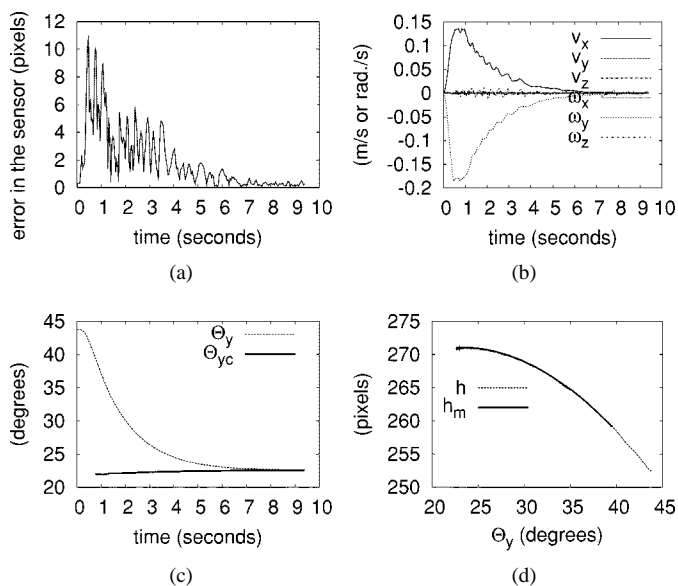 error in the sensor (pixels)
12
10
8
6
4
2
0
0 1 2 3 4 5 6 7 8 9 10
time (seconds)
(a)
(m/s or rad./s)
0.15
0.1
0.05
0
-0.05
-0.1
-0.15
-0.2
v_x
v_y
v_z
ω_x
ω_y
ω_z
0 1 2 3 4 5 6 7 8 9 10
time (seconds)
(b)
(degrees)
45
40
35
30
25
20
Θ_y
Θ_yc
0 1 2 3 4 5 6 7 8 9 10
time (seconds)
(c)
(pixels)
275
270
265
260
255
250
h
h_m
20 25 30 35 40 45
Θ_y (degrees)
(d)